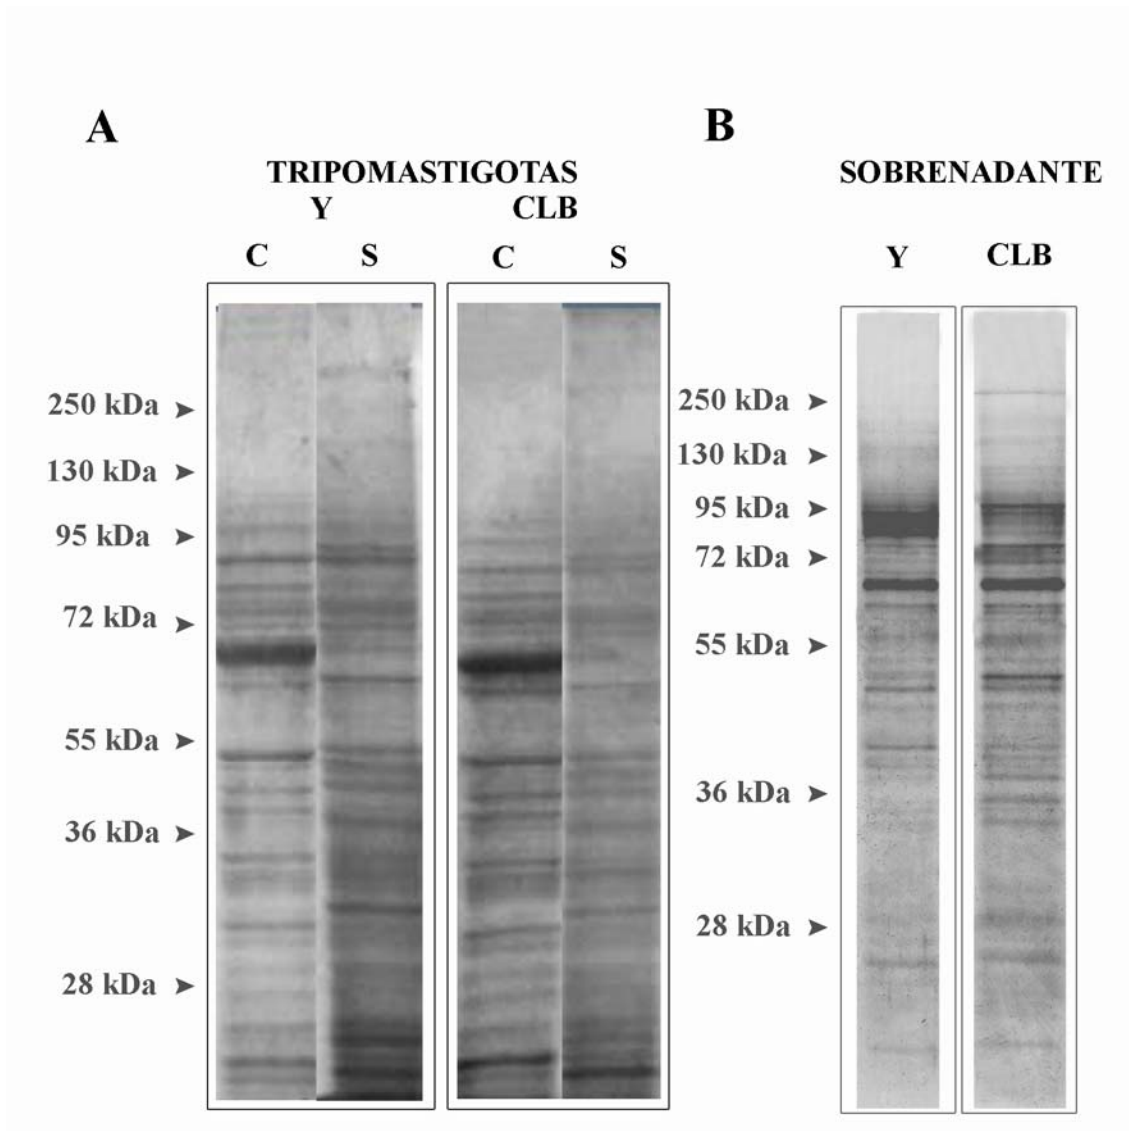 A
TRIPOMASTIGOTAS
Y CLB
C S C S
250 kDa
130 kDa
95 kDa
72 kDa
55 kDa
36 kDa
28 kDa
B
SOBRENADANTE
Y CLB
250 kDa
130 kDa
95 kDa
72 kDa
55 kDa
36 kDa
28 kDa